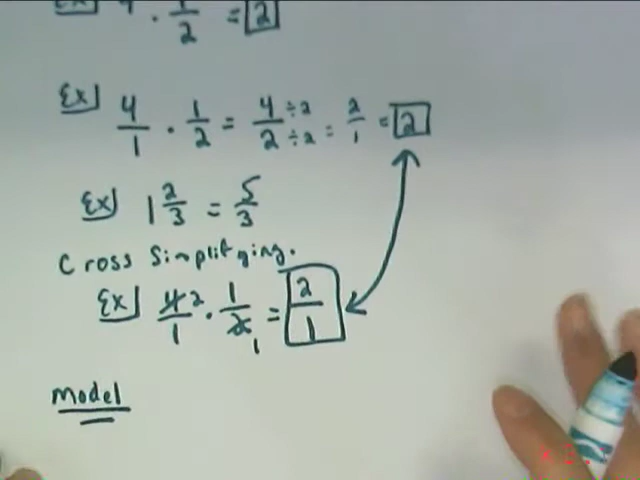 Ex] 4 · 1/2 = 2
Ex] 4/1 · 1/2 = 4/2 ÷2/÷2 = 2/1 = 2
Ex] 1 2/3 = 5/3
Cross Simplifying.
Ex] 4 2/1 · 1/2 1 = 2/1
Model